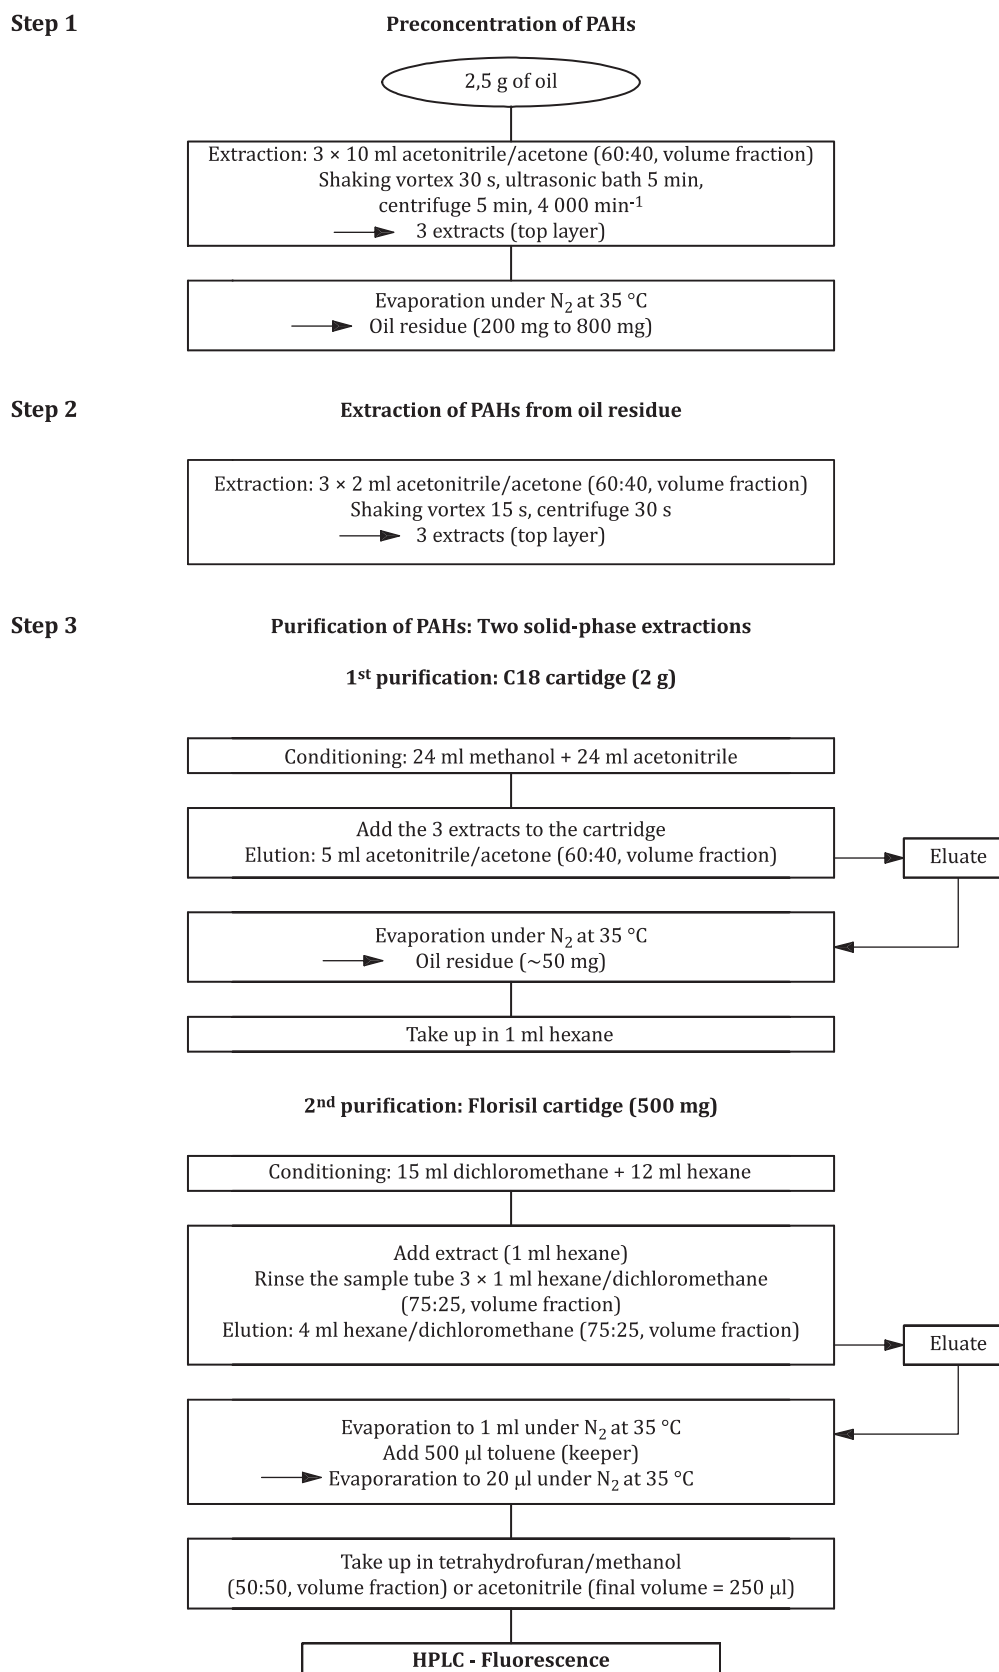 Step 1
Preconcentration of PAHs
2,5 g of oil
Extraction: 3 × 10 ml acetonitrile/acetone (60:40, volume fraction)
Shaking vortex 30 s, ultrasonic bath 5 min,
centrifuge 5 min, 4 000 min⁻¹
3 extracts (top layer)
Evaporation under N₂ at 35 °C
Oil residue (200 mg to 800 mg)
Step 2
Extraction of PAHs from oil residue
Extraction: 3 × 2 ml acetonitrile/acetone (60:40, volume fraction)
Shaking vortex 15 s, centrifuge 30 s
3 extracts (top layer)
Step 3
Purification of PAHs: Two solid-phase extractions
1st purification: C18 cartidge (2 g)
Conditioning: 24 ml methanol + 24 ml acetonitrile
Add the 3 extracts to the cartridge
Elution: 5 ml acetonitrile/acetone (60:40, volume fraction)
Eluate
Evaporation under N₂ at 35 °C
Oil residue (~50 mg)
Take up in 1 ml hexane
2nd purification: Florisil cartidge (500 mg)
Conditioning: 15 ml dichloromethane + 12 ml hexane
Add extract (1 ml hexane)
Rinse the sample tube 3 × 1 ml hexane/dichloromethane
(75:25, volume fraction)
Elution: 4 ml hexane/dichloromethane (75:25, volume fraction)
Eluate
Evaporation to 1 ml under N₂ at 35 °C
Add 500 µl toluene (keeper)
Evaporaration to 20 µl under N₂ at 35 °C
Take up in tetrahydrofuran/methanol
(50:50, volume fraction) or acetonitrile (final volume = 250 µl)
HPLC - Fluorescence